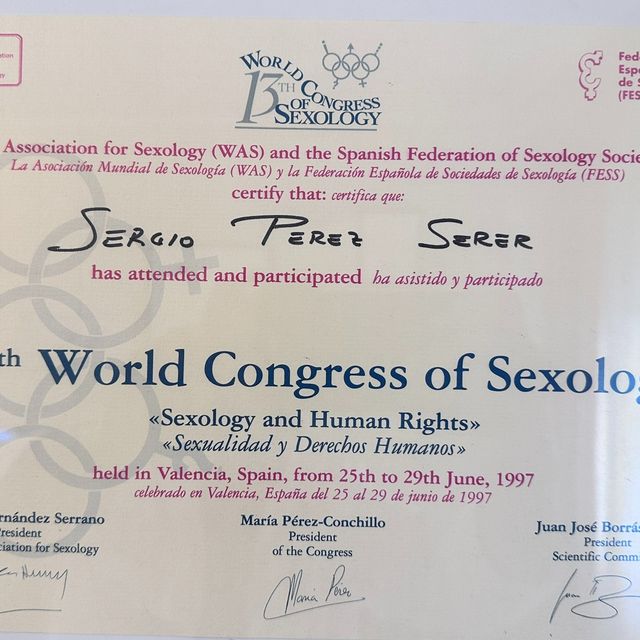 WORLD CONGRESS
13TH OF
SEXOLOGY
Fede
Espa
de S
(FES
Association for Sexology (WAS) and the Spanish Federation of Sexology Socie
La Asociación Mundial de Sexología (WAS) y la Federación Española de Sociedades de Sexología (FESS)
certify that: certifica que:
SERGIO PEREZ SERER
has attended and participated ha asistido y participado
th World Congress of Sexolog
«Sexology and Human Rights»
«Sexualidad y Derechos Humanos»
held in Valencia, Spain, from 25th to 29th June, 1997
celebrado en Valencia, España del 25 al 29 de junio de 1997
rnández Serrano María Pérez-Conchillo Juan José Borrás
resident President President
ciation for Sexology of the Congress Scientific Comm
María Pérez